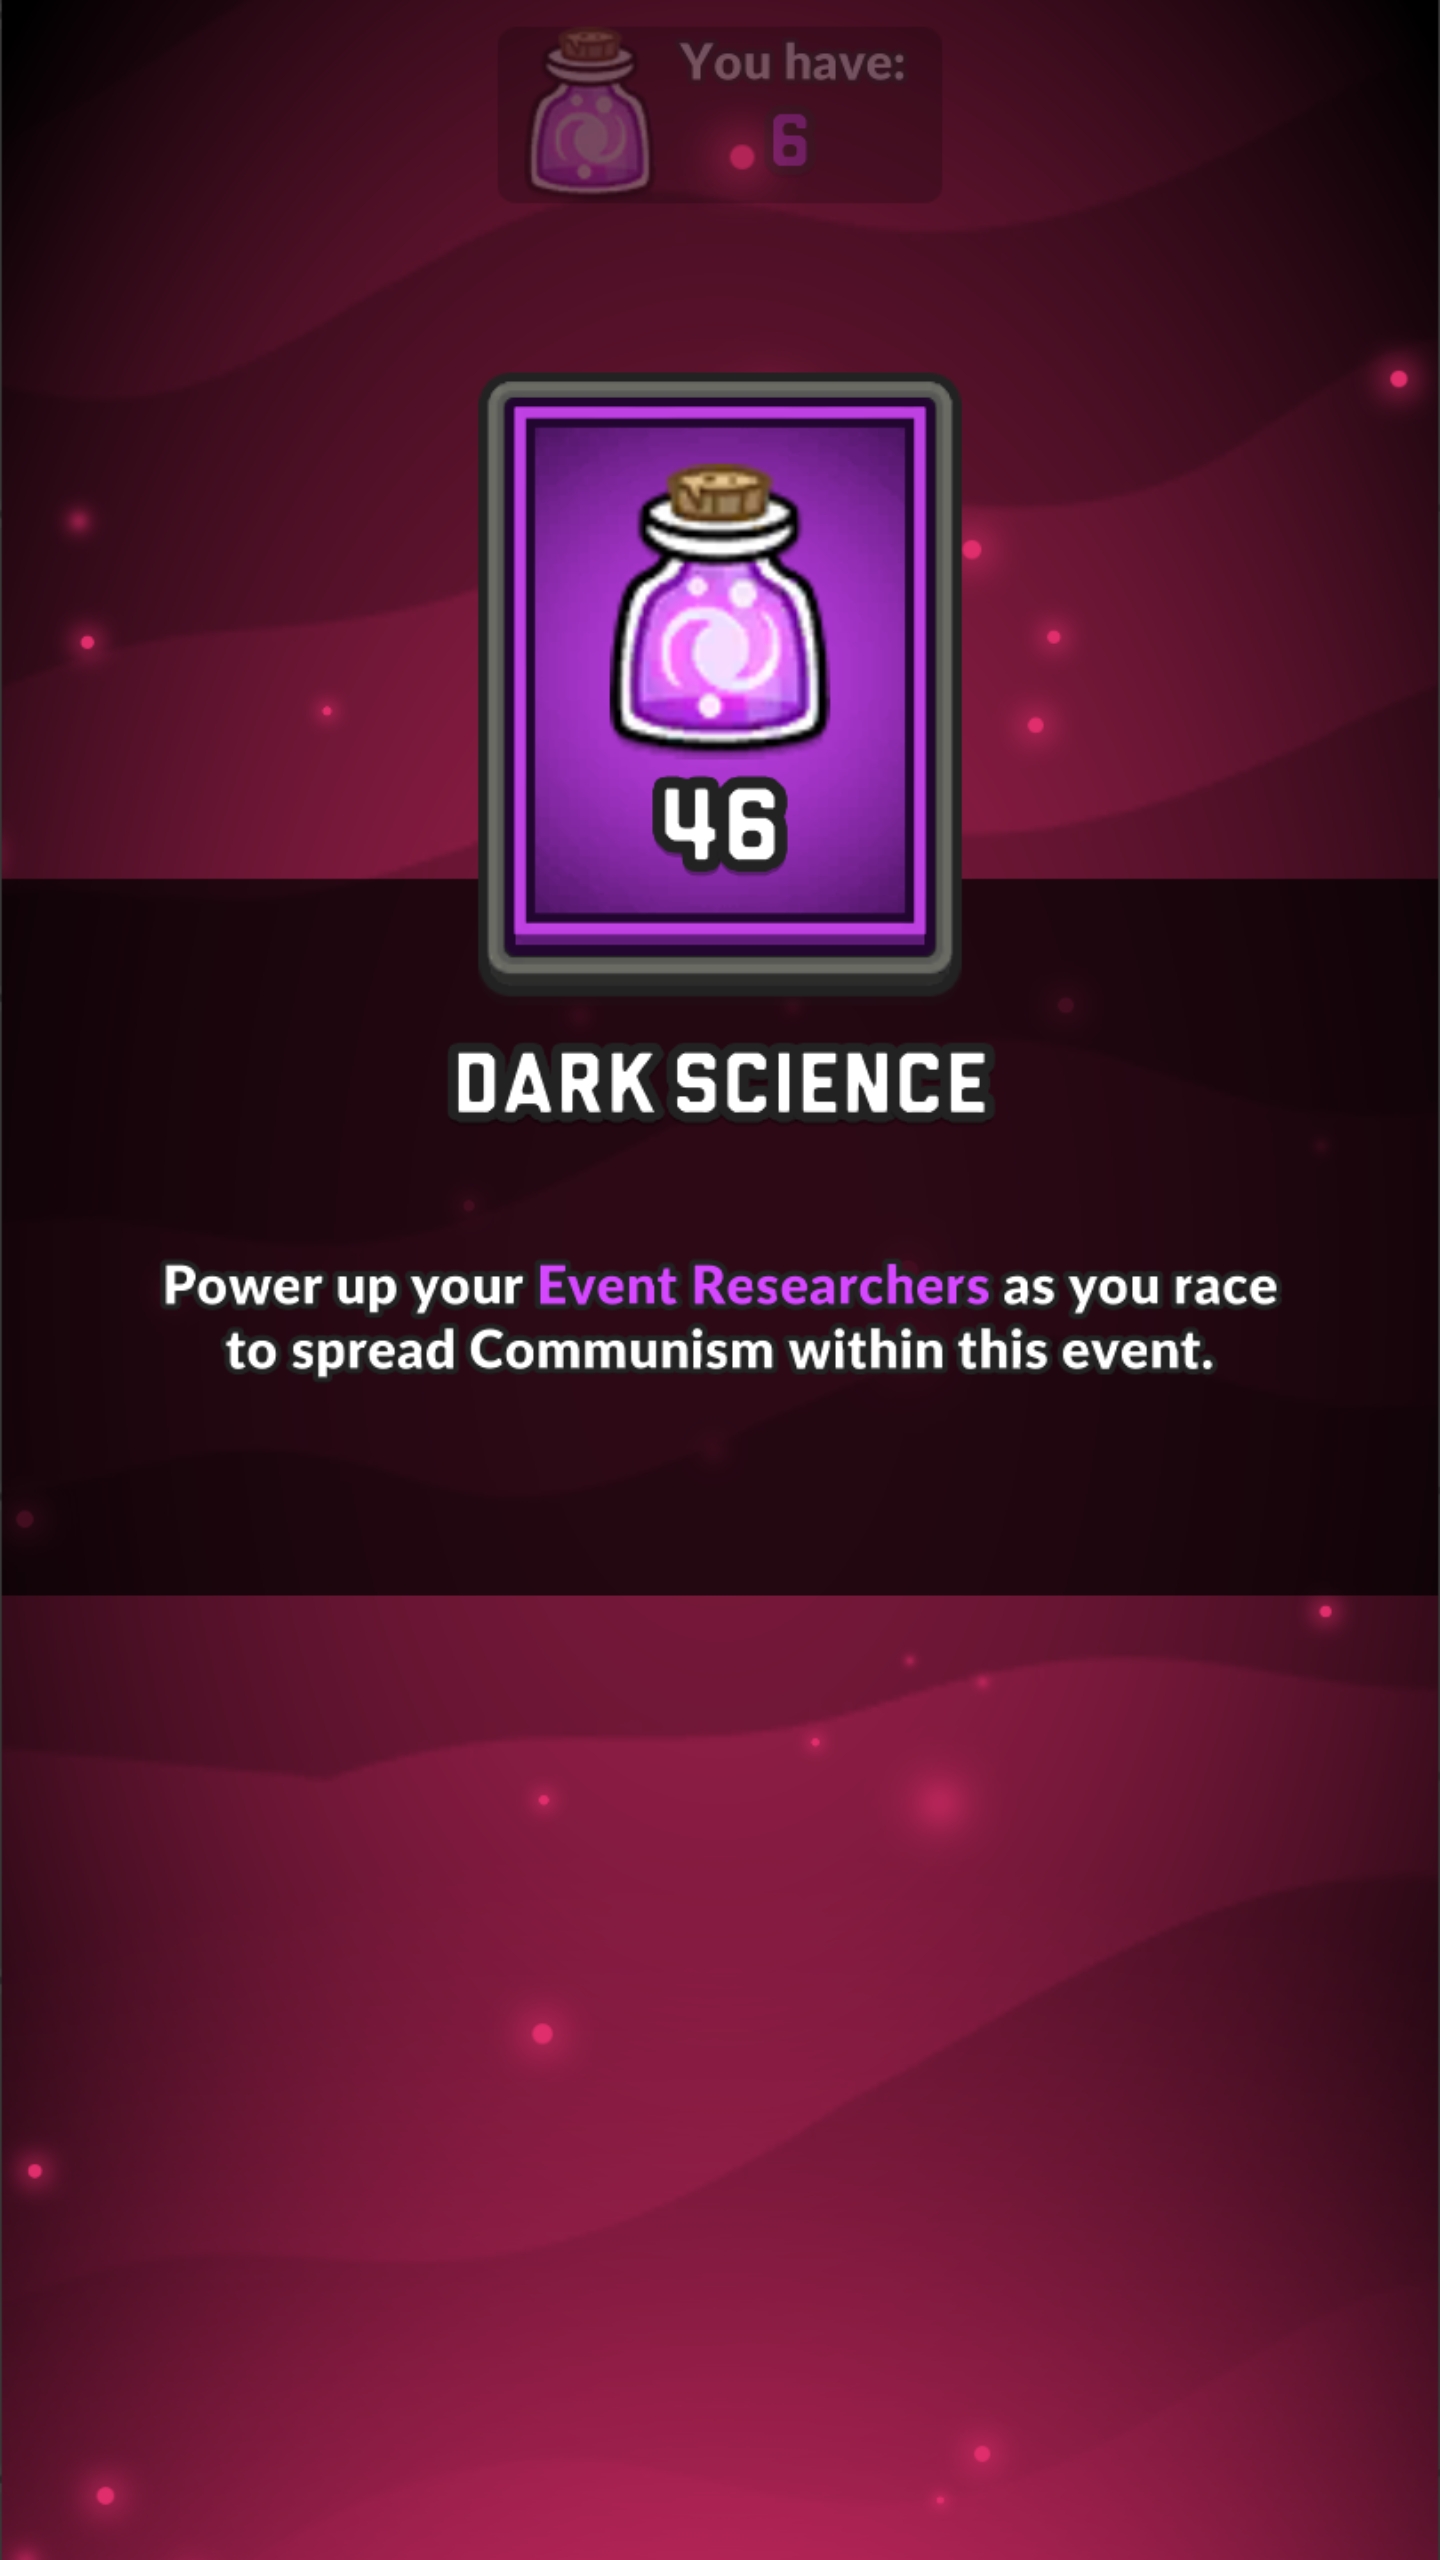 You have:
6
46
DARK SCIENCE
Power up your Event Researchers as you race
to spread Communism within this event.